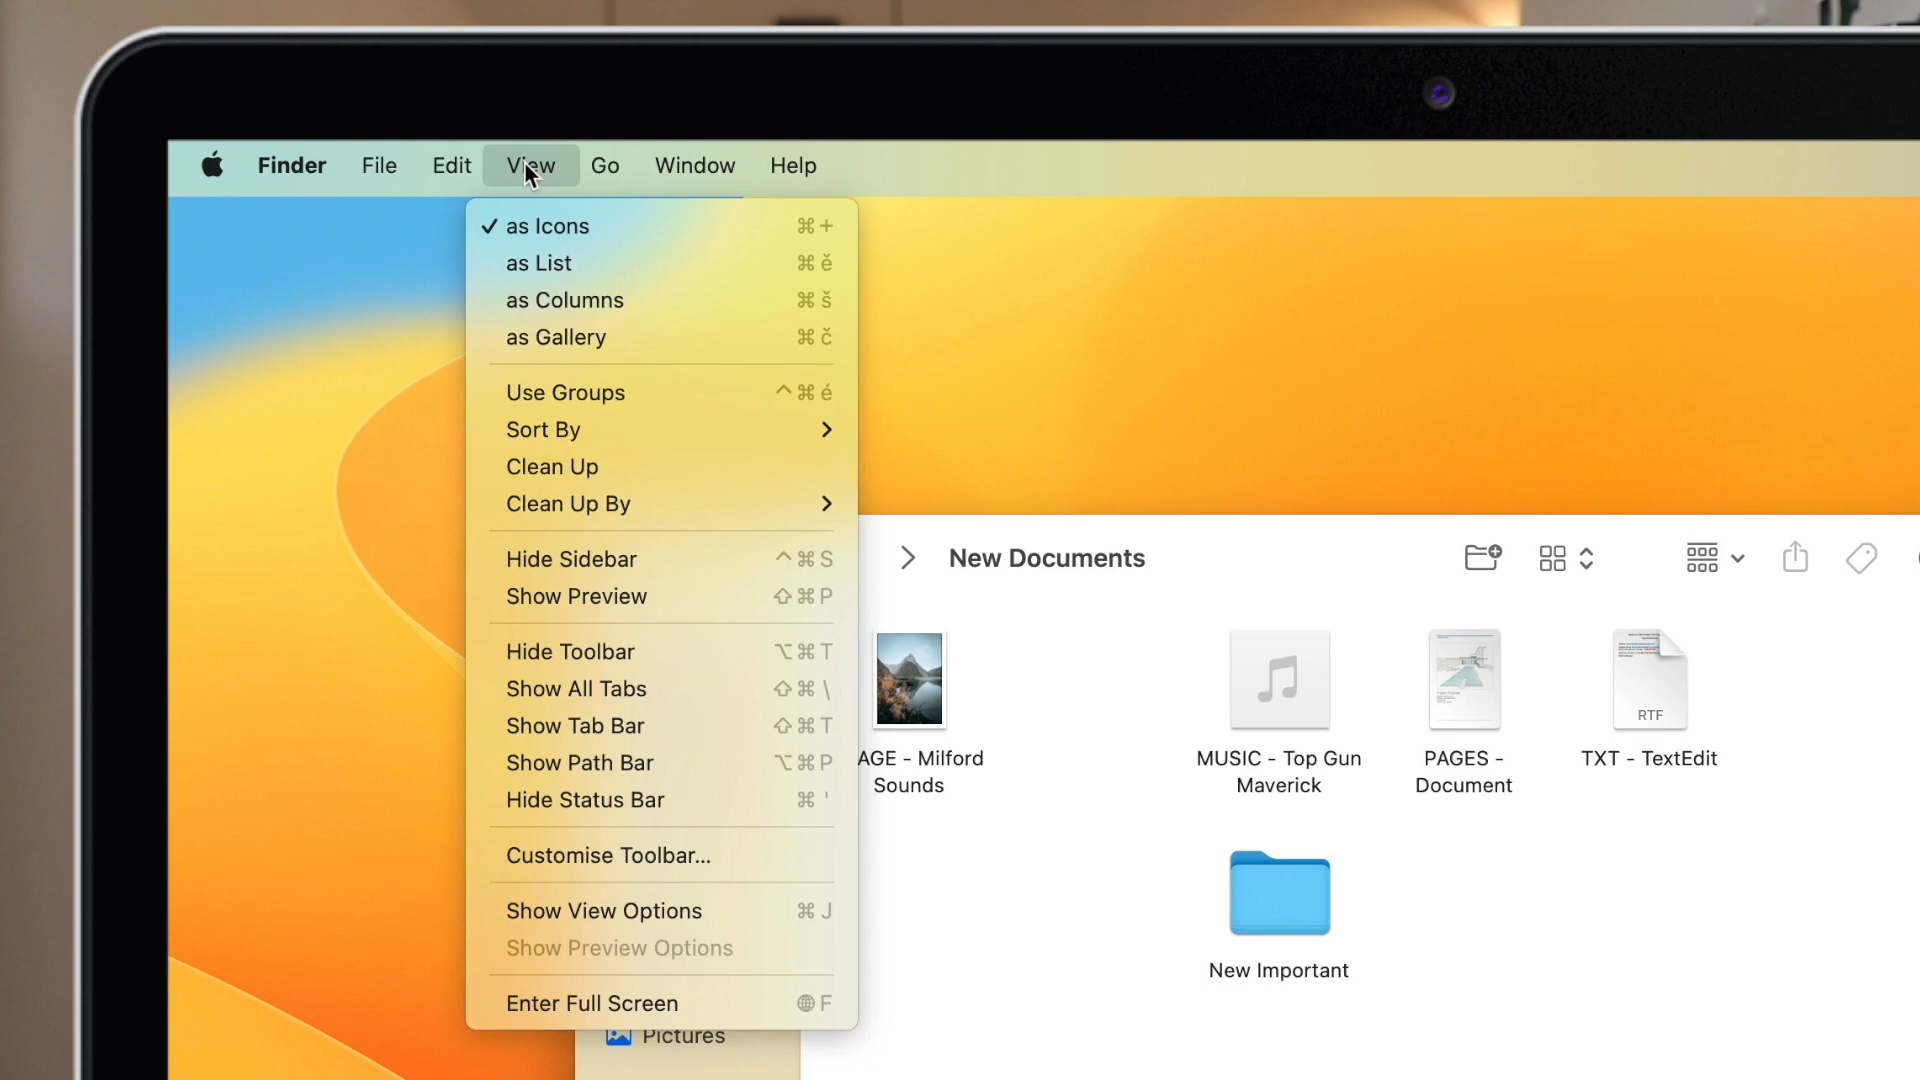 Finder File Edit View Go Window Help
✓ as Icons ⌘+
as List ⌘ě
as Columns ⌘š
as Gallery ⌘č
Use Groups ^⌘é
Sort By >
Clean Up
Clean Up By >
Hide Sidebar ^⌘S
Show Preview ⇧⌘P
Hide Toolbar ⌥⌘T
Show All Tabs ⇧⌘\
Show Tab Bar ⇧⌘T
Show Path Bar ⌥⌘P
Hide Status Bar ⌘'
Customise Toolbar...
Show View Options ⌘J
Show Preview Options
Enter Full Screen 🌐F
Pictures
New Documents
AGE - Milford
Sounds
MUSIC - Top Gun
Maverick
PAGES -
Document
RTF
TXT - TextEdit
New Important